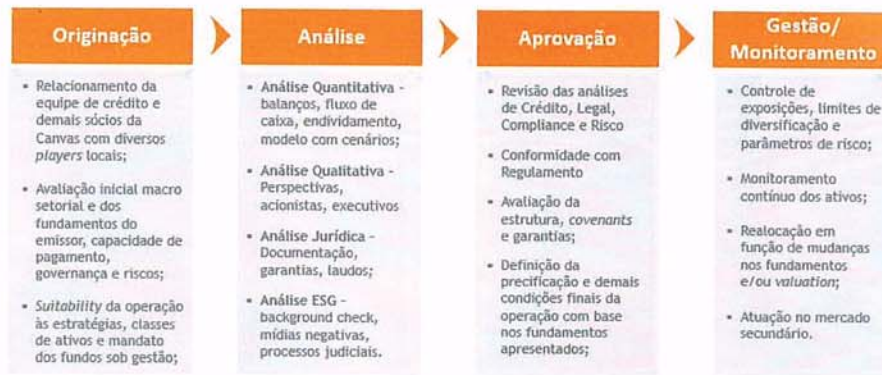 Originação
• Relacionamento da
equipe de crédito e
demais sócios da
Canvas com diversos
players locais;
• Avaliação inicial macro
setorial e dos
fundamentos do
emissor, capacidade de
pagamento,
governança e riscos;
• Suitability da operação
às estratégias, classes
de ativos e mandato
dos fundos sob gestão;
Análise
• Análise Quantitativa -
balanços, fluxo de
caixa, endividamento,
modelo com cenários;
• Análise Qualitativa -
Perspectivas,
acionistas, executivos
• Análise Jurídica -
Documentação,
garantias, laudos;
• Análise ESG -
background check,
mídias negativas,
processos judiciais.
Aprovação
• Revisão das análises
de Crédito, Legal,
Compliance e Risco
• Conformidade com
Regulamento
• Avaliação da
estrutura, covenants
e garantias;
• Definição da
precificação e demais
condições finais da
operação com base
nos fundamentos
apresentados;
Gestão/
Monitoramento
• Controle de
exposições, limites de
diversificação e
parâmetros de risco;
• Monitoramento
contínuo dos ativos;
• Realocação em
função de mudanças
nos fundamentos
e/ou valuation;
• Atuação no mercado
secundário.